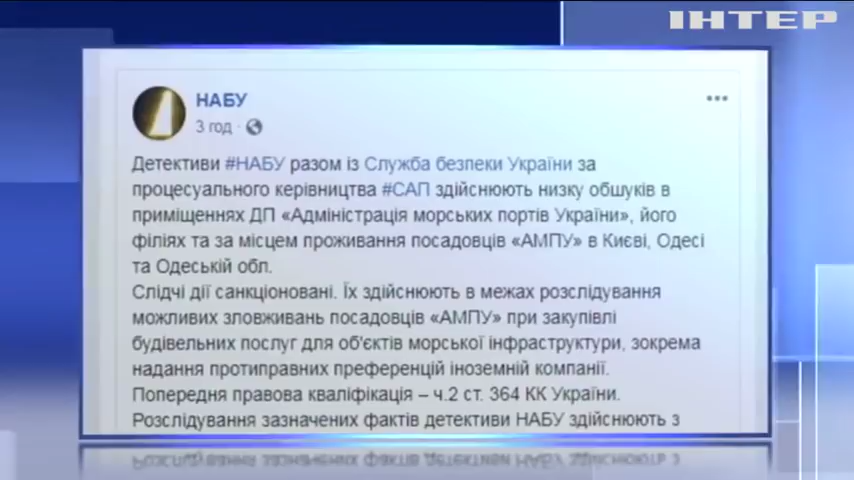 ІНТЕР
НАБУ
3 год ·
Детективи #НАБУ разом із Служба безпеки України за
процесуального керівництва #САП здійснюють низку обшуків в
приміщеннях ДП «Адміністрація морських портів України», його
філіях та за місцем проживання посадовців «АМПУ» в Києві, Одесі
та Одеській обл.
Слідчі дії санкціоновані. Їх здійснюють в межах розслідування
можливих зловживань посадовців «АМПУ» при закупівлі
будівельних послуг для об'єктів морської інфраструктури, зокрема
надання протиправних преференцій іноземній компанії.
Попередня правова кваліфікація – ч.2 ст. 364 КК України.
Розслідування зазначених фактів детективи НАБУ здійснюють з